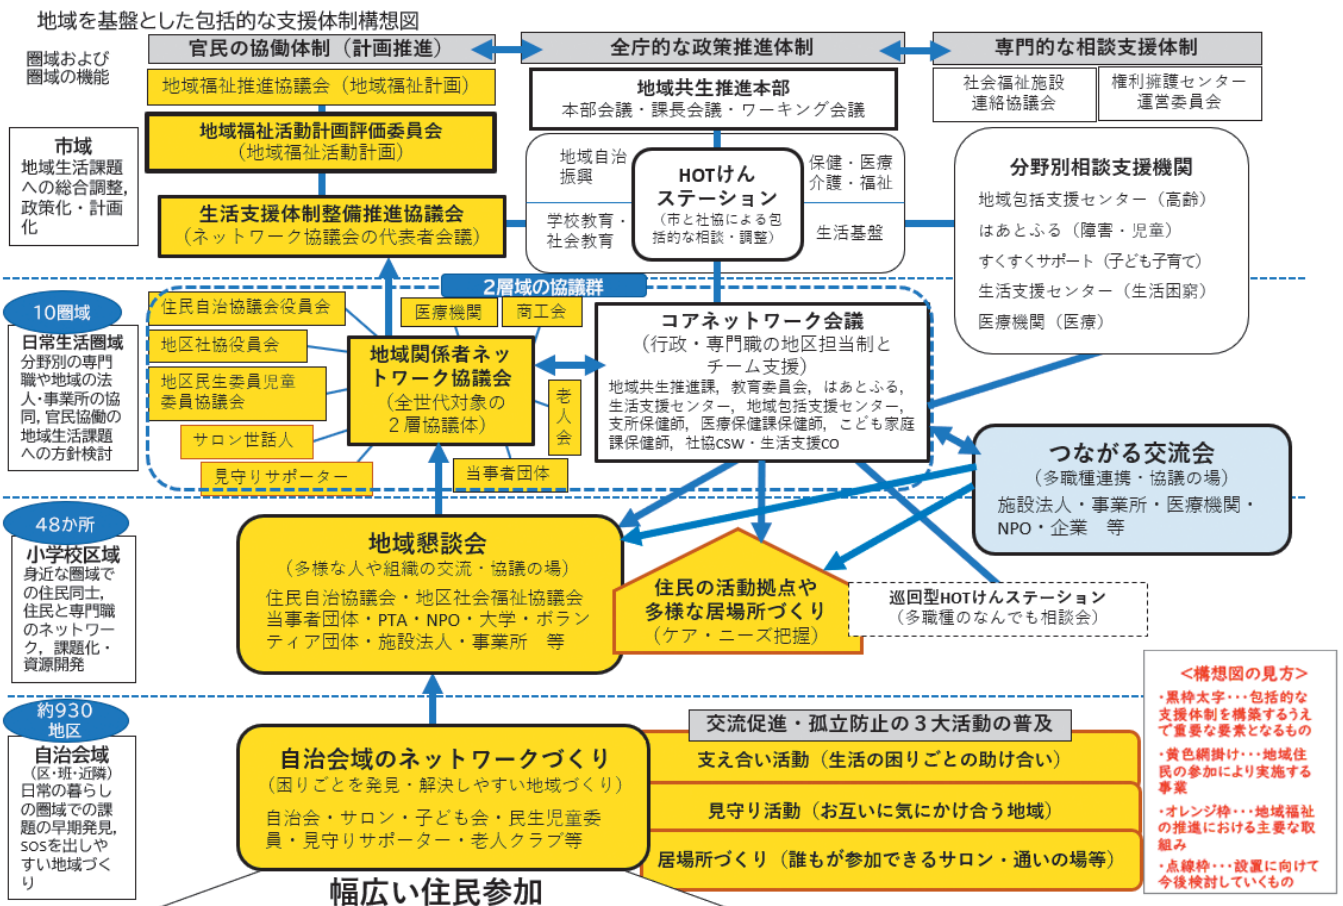 地域を基盤とした包括的な支援体制構想図
圏域および
圏域の機能
官民の協働体制（計画推進）
全庁的な政策推進体制
専門的な相談支援体制
地域福祉推進協議会（地域福祉計画）
地域福祉活動計画評価委員会
（地域福祉活動計画）
生活支援体制整備推進協議会
（ネットワーク協議会の代表者会議）
地域共生推進本部
本部会議・課長会議・ワーキング会議
地域自治
振興
保健・医療
介護・福祉
学校教育・
社会教育
生活基盤
HOTけん
ステーション
（市と社協による包
括的な相談・調整）
社会福祉施設
連絡協議会
権利擁護センター
運営委員会
分野別相談支援機関
地域包括支援センター（高齢）
はあとふる（障害・児童）
すくすくサポート（子ども子育て）
生活支援センター（生活困窮）
医療機関（医療）
市域
地域生活課題
への総合調整,
政策化・計画
化
10圏域
日常生活圏域
分野別の専門
職や地域の法
人・事業所の協
同, 官民協働の
地域生活課題
への方針検討
2層域の協議群
住民自治協議会役員会
地区社協役員会
地区民生委員児童
委員協議会
サロン世話人
見守りサポーター
医療機関
商工会
老
人
会
当事者団体
地域関係者ネッ
トワーク協議会
（全世代対象の
２層協議体）
コアネットワーク会議
（行政・専門職の地区担当制と
チーム支援）
地域共生推進課, 教育委員会, はあとふる,
生活支援センター, 地域包括支援センター,
支所保健師, 医療保健課保健師, こども家庭
課保健師, 社協CSW・生活支援CO
つながる交流会
（多職種連携・協議の場）
施設法人・事業所・医療機関・
NPO・企業　等
48か所
小学校区域
身近な圏域で
の住民同士,
住民と専門職
のネットワー
ク, 課題化・
資源開発
地域懇談会
（多様な人や組織の交流・協議の場）
住民自治協議会・地区社会福祉協議会
当事者団体・PTA・NPO・大学・ボラン
ティア団体・施設法人・事業所　等
住民の活動拠点や
多様な居場所づくり
（ケア・ニーズ把握）
巡回型HOTけんステーション
（多職種のなんでも相談会）
約930
地区
自治会域
（区・班・近隣）
日常の暮らし
の圏域での課
題の早期発見,
SOSを出しや
すい地域づく
り
自治会域のネットワークづくり
（困りごとを発見・解決しやすい地域づくり）
自治会・サロン・子ども会・民生児童委
員・見守りサポーター・老人クラブ等
交流促進・孤立防止の３大活動の普及
支え合い活動（生活の困りごとの助け合い）
見守り活動（お互いに気にかけ合う地域）
居場所づくり（誰もが参加できるサロン・通いの場等）
幅広い住民参加
＜構想図の見方＞
・黒枠太字・・・包括的な
支援体制を構築するうえ
で重要な要素となるもの
・黄色網掛け・・・地域住
民の参加により実施する
事業
・オレンジ枠・・・地域福祉
の推進における主要な取
組み
・点線枠・・・設置に向けて
今後検討していくもの